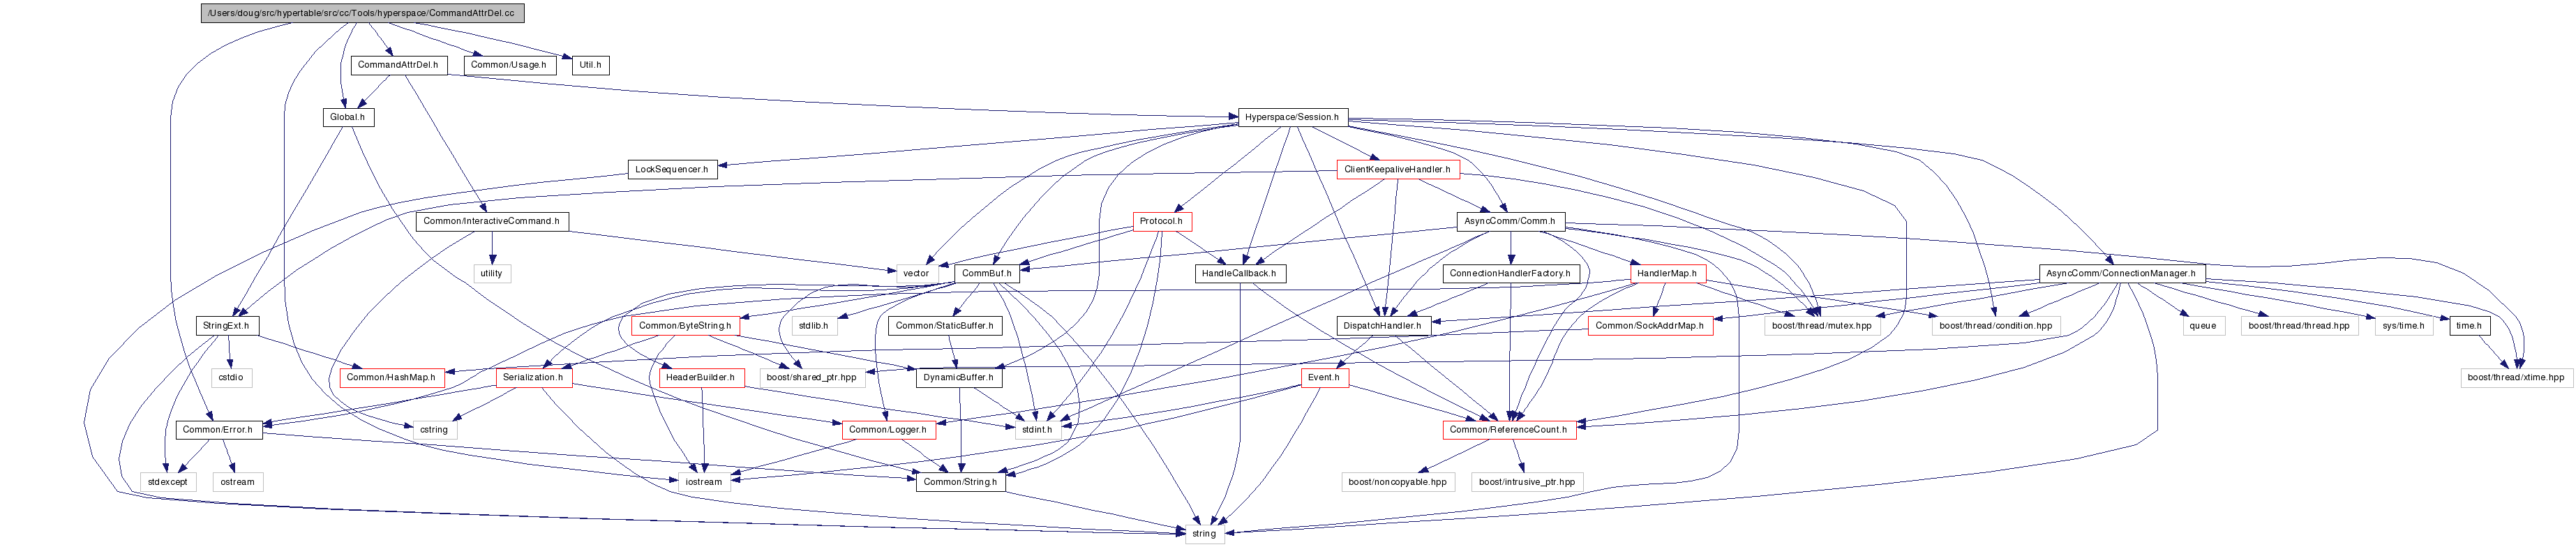 /Users/doug/src/hypertable/src/cc/Tools/hyperspace/CommandAttrDel.cc
CommandAttrDel.h
Common/Usage.h
Util.h
Global.h
Hyperspace/Session.h
LockSequencer.h
ClientKeepaliveHandler.h
Common/InteractiveCommand.h
Protocol.h
AsyncComm/Comm.h
utility
vector
CommBuf.h
HandleCallback.h
ConnectionHandlerFactory.h
HandlerMap.h
AsyncComm/ConnectionManager.h
StringExt.h
Common/ByteString.h
stdlib.h
Common/StaticBuffer.h
DispatchHandler.h
Common/SockAddrMap.h
boost/thread/mutex.hpp
boost/thread/condition.hpp
queue
boost/thread/thread.hpp
sys/time.h
time.h
cstdio
Common/HashMap.h
Serialization.h
HeaderBuilder.h
boost/shared_ptr.hpp
DynamicBuffer.h
Event.h
boost/thread/xtime.hpp
Common/Error.h
cstring
Common/Logger.h
stdint.h
Common/ReferenceCount.h
stdexcept
ostream
iostream
Common/String.h
boost/noncopyable.hpp
boost/intrusive_ptr.hpp
string